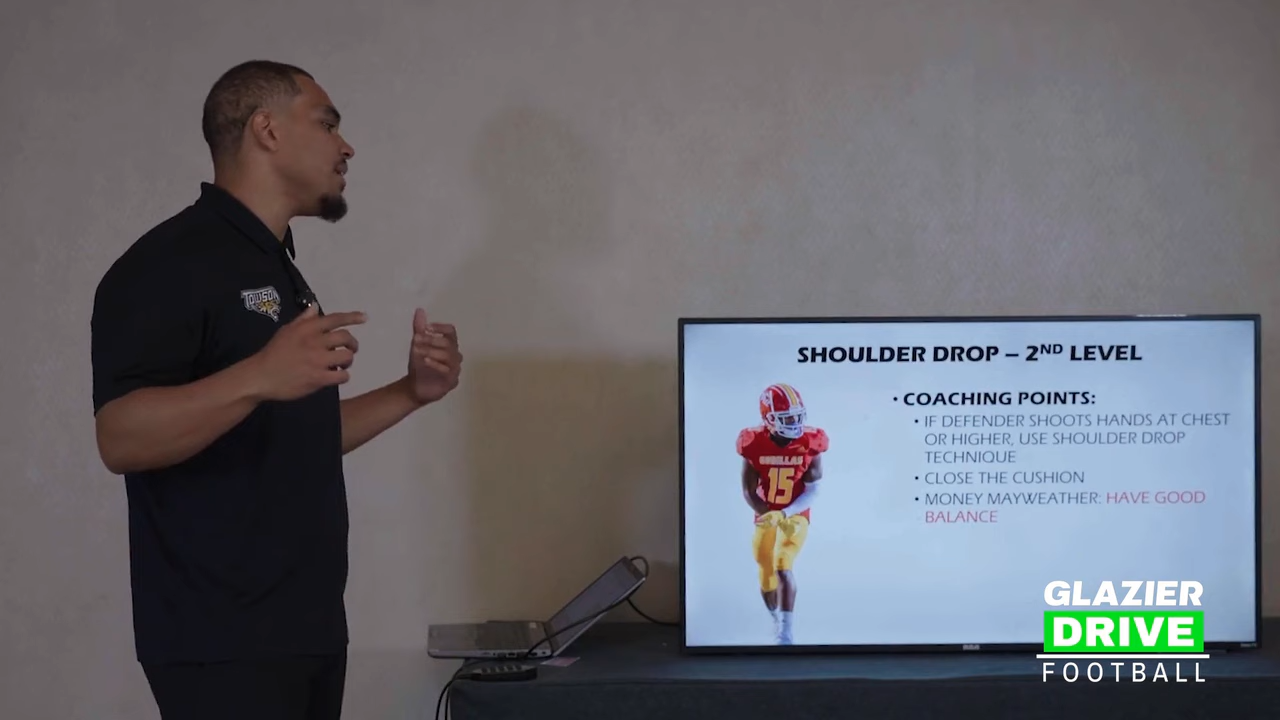 TOWSON
SHOULDER DROP – 2ND LEVEL
• COACHING POINTS:
• IF DEFENDER SHOOTS HANDS AT CHEST
OR HIGHER, USE SHOULDER DROP
TECHNIQUE
• CLOSE THE CUSHION
• MONEY MAYWEATHER: HAVE GOOD
BALANCE
15
RCA
GLAZIER
DRIVE
FOOTBALL